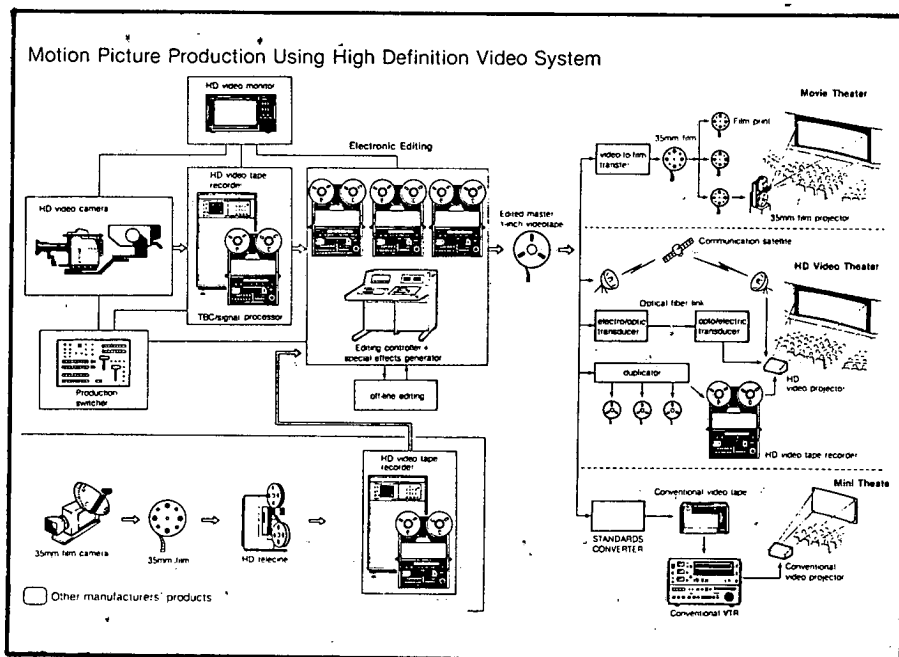 Motion Picture Production Using High Definition Video System
HD video monitor
Electronic Editing
HD video tape
recorder
HD video camera
TBC/signal processor
Production
switcher
Editing controller +
special effects generator
off-line editing
Edited master
1-inch videotape
video to film
transfer
35mm film
Film print
Movie Theater
35mm film projector
Communication satellite
HD Video Theater
Optical fiber link
electro/optic
transducer
opto/electric
transducer
duplicator
HD
video projector
HD video tape recorder
Mini Theate
Conventional video tape
STANDARDS
CONVERTER
Conventional
video projector
Conventional VTR
HD video tape
recorder
35mm film camera
35mm film
HD telecine
Other manufacturers' products